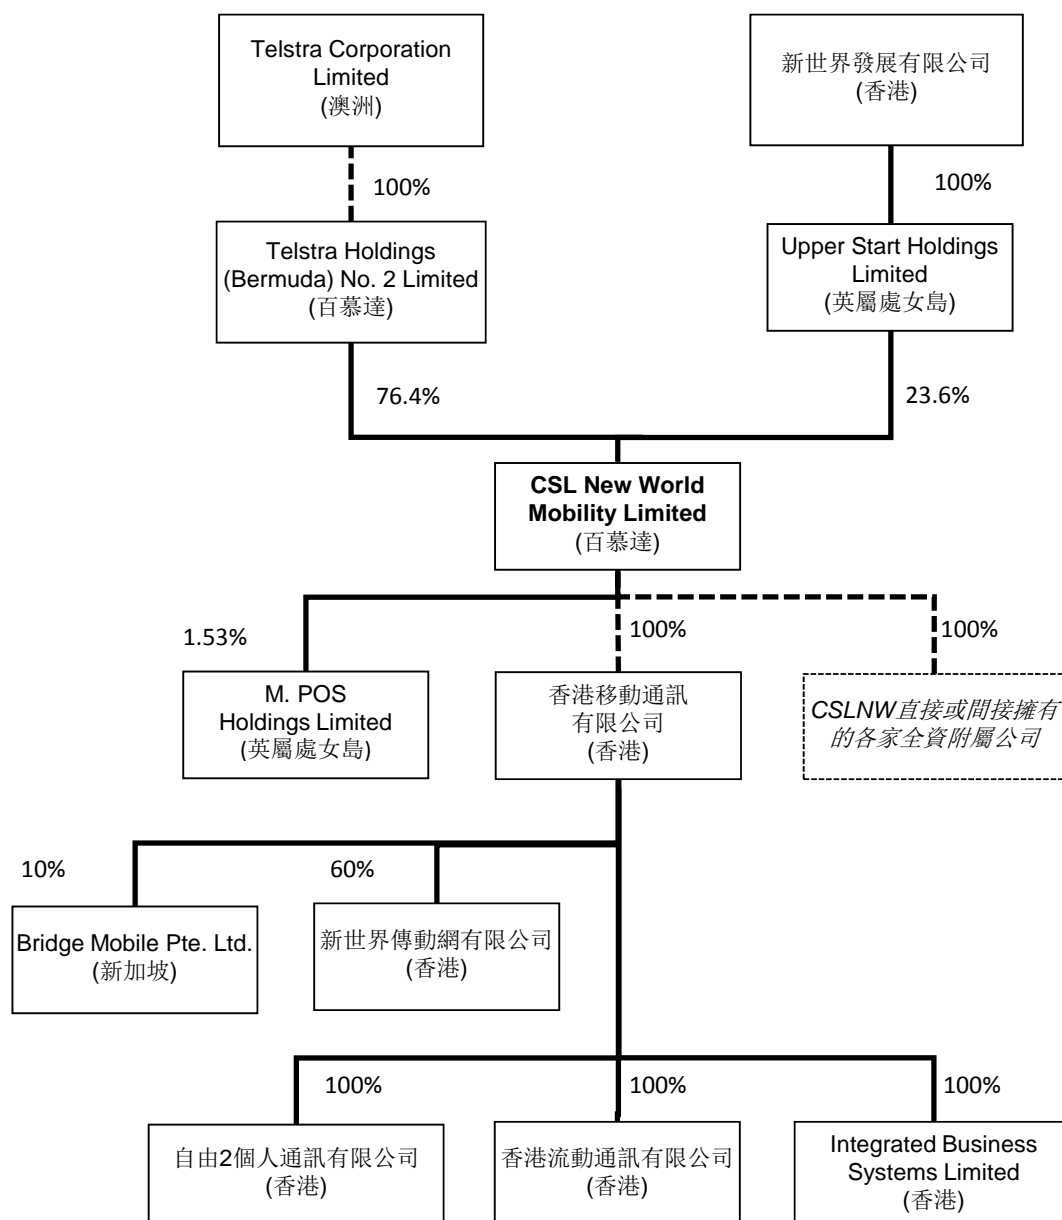 Telstra Corporation
Limited
(澳洲)
新世界發展有限公司
(香港)
100%
100%
Telstra Holdings
(Bermuda) No. 2 Limited
(百慕達)
Upper Start Holdings
Limited
(英屬處女島)
76.4%
23.6%
CSL New World
Mobility Limited
(百慕達)
1.53%
100%
100%
M. POS
Holdings Limited
(英屬處女島)
香港移動通訊
有限公司
(香港)
CSLNW直接或間接擁有
的各家全資附屬公司
10%
60%
Bridge Mobile Pte. Ltd.
(新加坡)
新世界傳動網有限公司
(香港)
100%
100%
100%
自由2個人通訊有限公司
(香港)
香港流動通訊有限公司
(香港)
Integrated Business
Systems Limited
(香港)